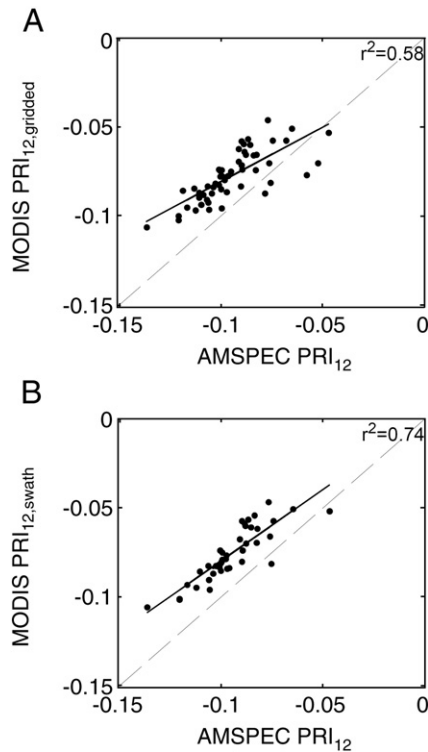 A
0
r²=0.58
-0.05
-0.1
-0.15
-0.15 -0.1 -0.05 0
MODIS PRI₁₂,gridded
AMSPEC PRI₁₂
B
0
r²=0.74
-0.05
-0.1
-0.15
-0.15 -0.1 -0.05 0
MODIS PRI₁₂,swath
AMSPEC PRI₁₂